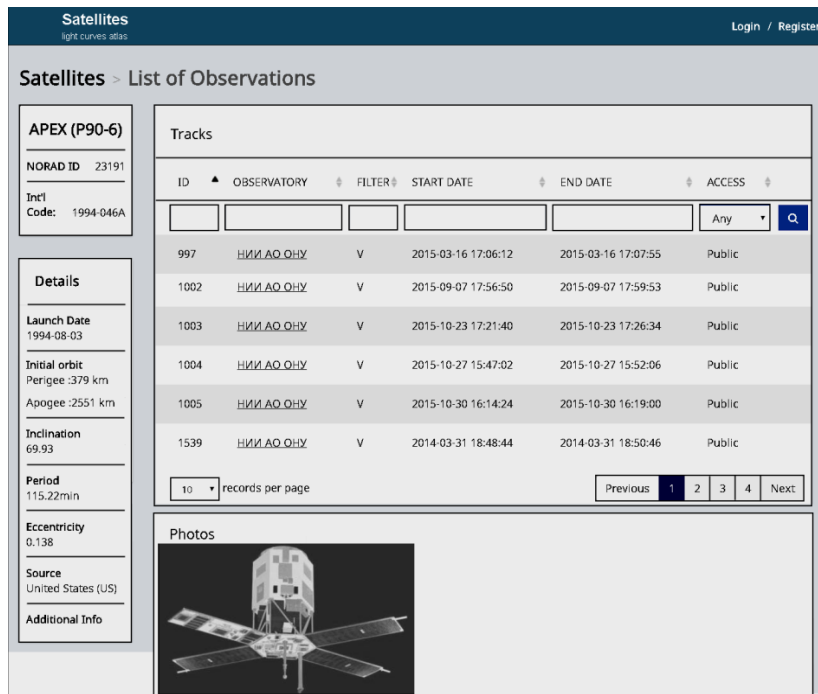 Satellites
light curves atlas
Login / Register
Satellites > List of Observations
APEX (P90-6)
NORAD ID 23191
Int'l
Code: 1994-046A
Details
Launch Date
1994-08-03
Initial orbit
Perigee :379 km
Apogee :2551 km
Inclination
69.93
Period
115.22min
Eccentricity
0.138
Source
United States (US)
Additional Info
Tracks
ID OBSERVATORY FILTER START DATE END DATE ACCESS
Any
997 НИИ АО ОНУ V 2015-03-16 17:06:12 2015-03-16 17:07:55 Public
1002 НИИ АО ОНУ V 2015-09-07 17:56:50 2015-09-07 17:59:53 Public
1003 НИИ АО ОНУ V 2015-10-23 17:21:40 2015-10-23 17:26:34 Public
1004 НИИ АО ОНУ V 2015-10-27 15:47:02 2015-10-27 15:52:06 Public
1005 НИИ АО ОНУ V 2015-10-30 16:14:24 2015-10-30 16:19:00 Public
1539 НИИ АО ОНУ V 2014-03-31 18:48:44 2014-03-31 18:50:46 Public
10 records per page
Previous 1 2 3 4 Next
Photos